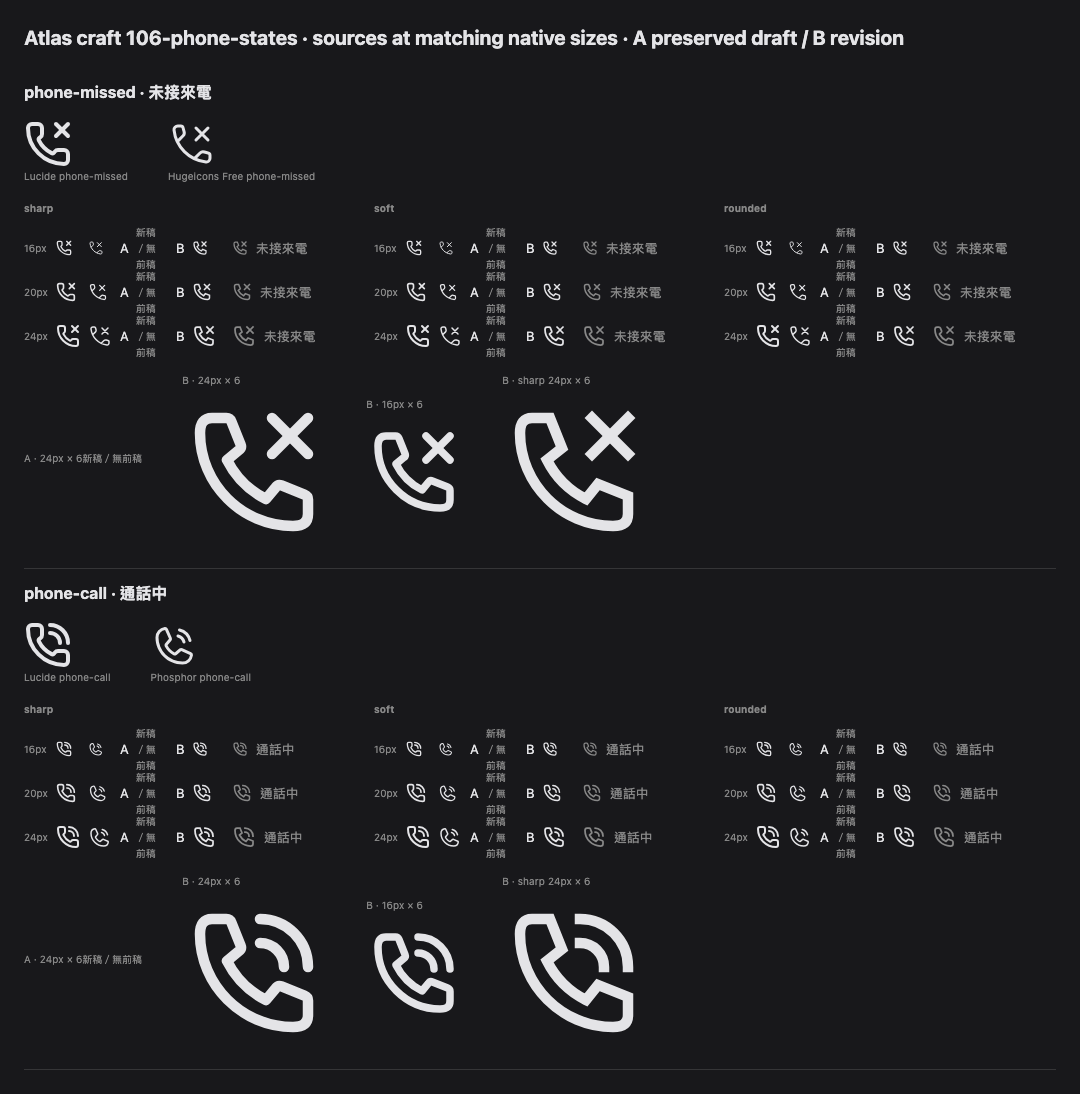 Atlas craft 106-phone-states · sources at matching native sizes · A preserved draft / B revision
phone-missed · 未接來電
Lucide phone-missed
Hugeicons Free phone-missed
sharp
16px A 新稿 / 無前稿 B 未接來電
20px A 新稿 / 無前稿 B 未接來電
24px A 新稿 / 無前稿 B 未接來電
soft
16px A 新稿 / 無前稿 B 未接來電
20px A 新稿 / 無前稿 B 未接來電
24px A 新稿 / 無前稿 B 未接來電
rounded
16px A 新稿 / 無前稿 B 未接來電
20px A 新稿 / 無前稿 B 未接來電
24px A 新稿 / 無前稿 B 未接來電
A · 24px × 6新稿 / 無前稿
B · 24px × 6
B · 16px × 6
B · sharp 24px × 6
phone-call · 通話中
Lucide phone-call
Phosphor phone-call
sharp
16px A 新稿 / 無前稿 B 通話中
20px A 新稿 / 無前稿 B 通話中
24px A 新稿 / 無前稿 B 通話中
soft
16px A 新稿 / 無前稿 B 通話中
20px A 新稿 / 無前稿 B 通話中
24px A 新稿 / 無前稿 B 通話中
rounded
16px A 新稿 / 無前稿 B 通話中
20px A 新稿 / 無前稿 B 通話中
24px A 新稿 / 無前稿 B 通話中
A · 24px × 6新稿 / 無前稿
B · 24px × 6
B · 16px × 6
B · sharp 24px × 6